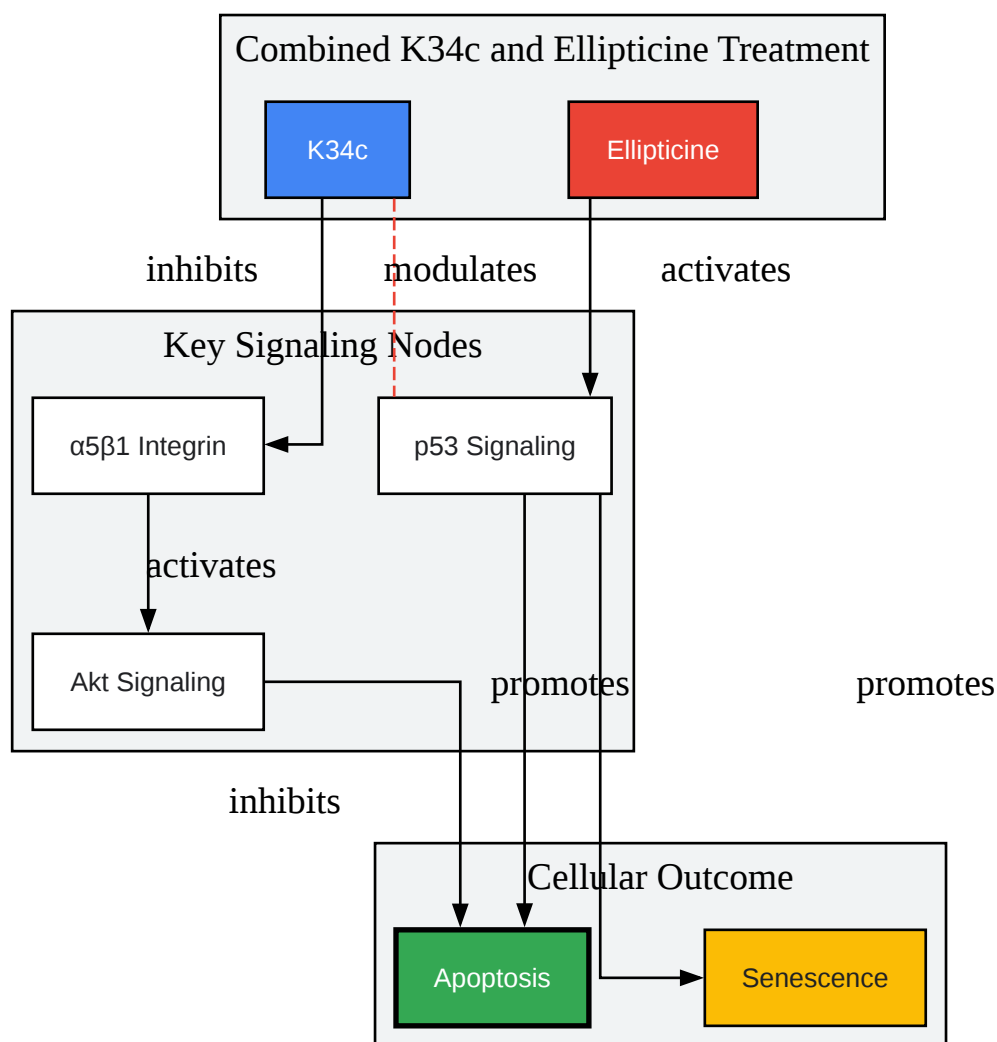 Combined K34c and Ellipticine Treatment
K34c
Ellipticine
inhibits
modulates
activates
Key Signaling Nodes
α5β1 Integrin
p53 Signaling
activates
Akt Signaling
promotes
promotes
inhibits
Cellular Outcome
Apoptosis
Senescence